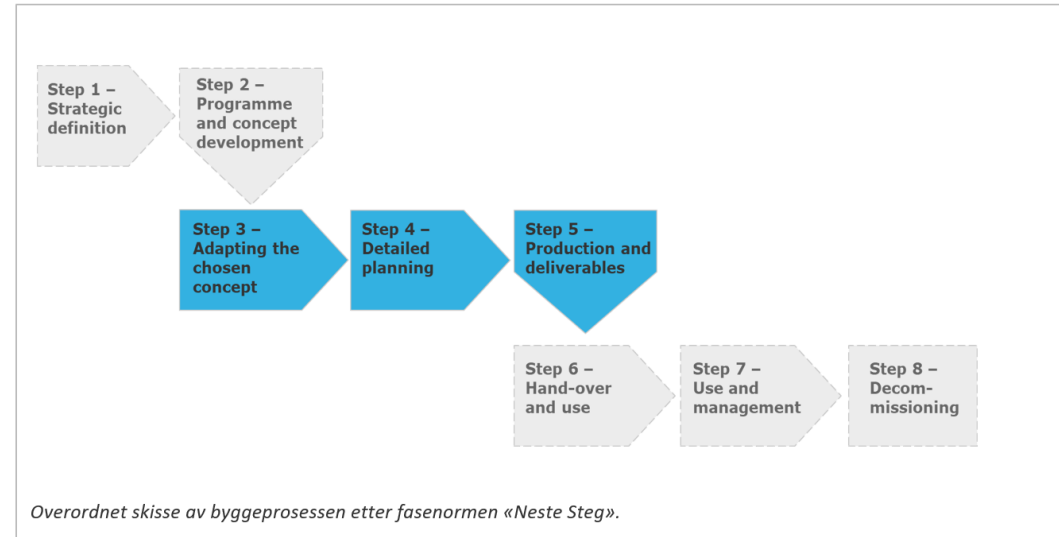 Step 1 –
Strategic
definition
Step 2 –
Programme
and concept
development
Step 3 –
Adapting the
chosen
concept
Step 4 –
Detailed
planning
Step 5 –
Production and
deliverables
Step 6 –
Hand-over
and use
Step 7 –
Use and
management
Step 8 –
Decom-
missioning
Overordnet skisse av byggeprosessen etter fasenormen «Neste Steg».